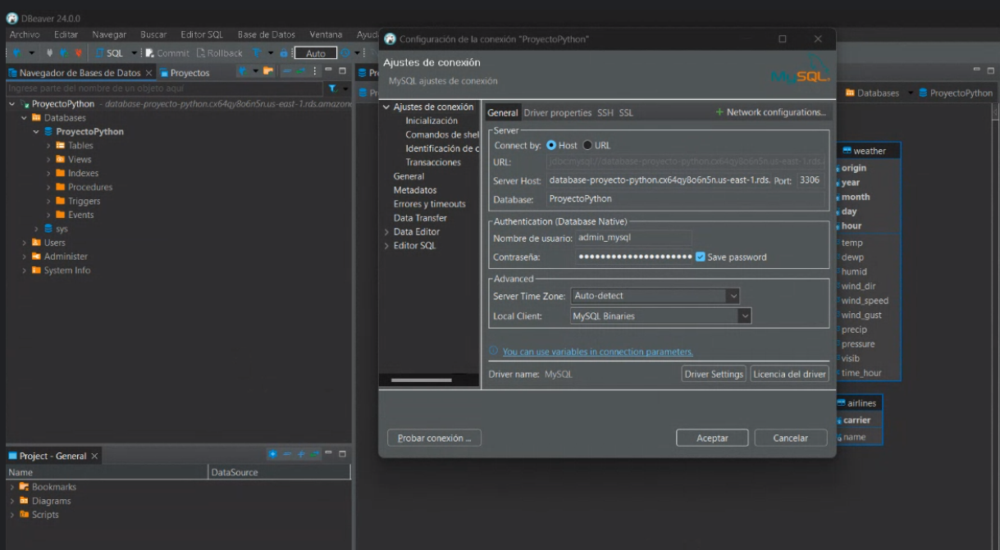 DBeaver 24.0.0
Archivo Editar Navegar Buscar Editor SQL Base de Datos Ventana
SQL Commit Rollback Auto
Navegador de Bases de Datos Proyectos
Ingrese parte del nombre de un objeto aquí
ProyectoPython - database-proyecto-python.cx64qy8o6n5n.us-east-1.rds.amazon
Databases
ProyectoPython
Tables
Views
Indexes
Procedures
Triggers
Events
sys
Users
Administer
System Info
Project - General
Name DataSource
Bookmarks
Diagrams
Scripts
Configuración de la conexión "ProyectoPython"
Ajustes de conexión
MySQL ajustes de conexión
MySQL
Ajustes de conexión
Inicialización
Comandos de shel
Identificación de c
Transacciones
General
Metadatos
Errores y timeouts
Data Transfer
Data Editor
Editor SQL
General Driver properties SSH SSL + Network configurations...
Server
Connect by: Host URL
URL: jdbc:mysql://database-proyecto-python.cx64qy8o6n5n.us-east-1.rds.
Server Host: database-proyecto-python.cx64qy8o6n5n.us-east-1.rds. Port: 3306
Database: ProyectoPython
Authentication (Database Native)
Nombre de usuario: admin_mysql
Contraseña: ••••••••••••••••••••• Save password
Advanced
Server Time Zone: Auto-detect
Local Client: MySQL Binaries
You can use variables in connection parameters.
Driver name: MySQL Driver Settings Licencia del driver
Probar conexión ... Aceptar Cancelar
Databases ProyectoPython
weather
origin
year
month
day
hour
temp
dewp
humid
wind_dir
wind_speed
wind_gust
precip
pressure
visib
time_hour
airlines
carrier
name